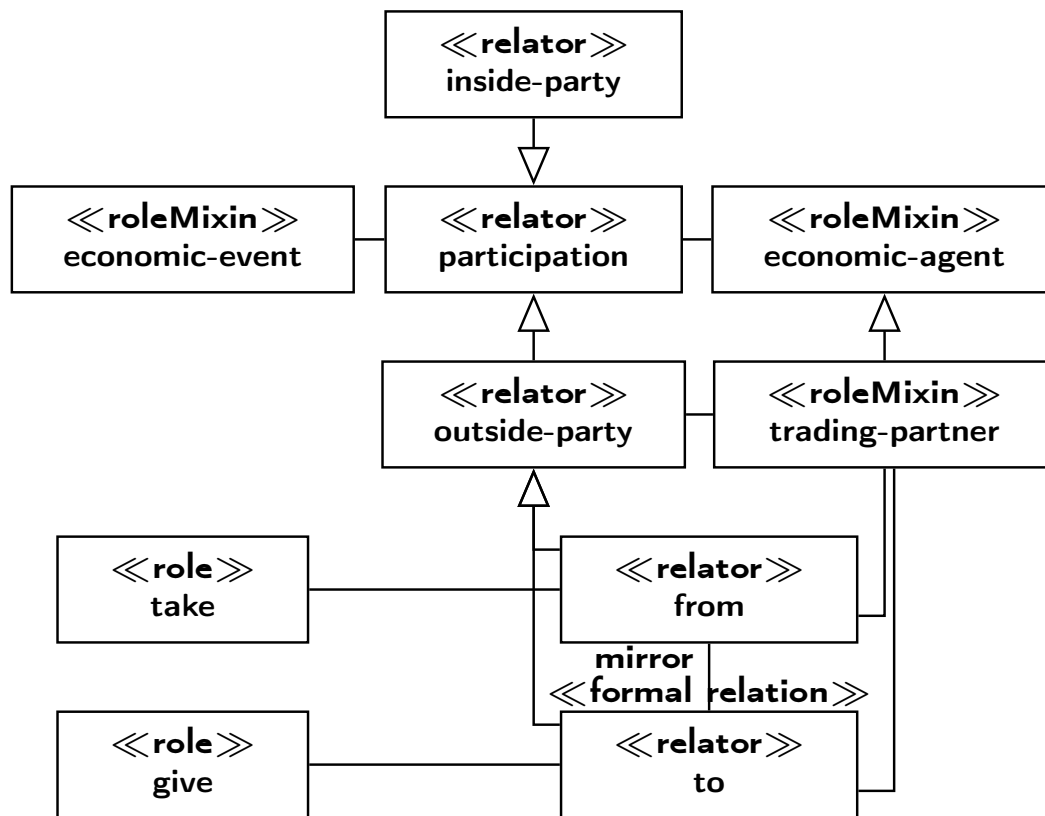 ≪relator≫
inside-party
≪roleMixin≫
economic-event
≪relator≫
participation
≪roleMixin≫
economic-agent
≪relator≫
outside-party
≪roleMixin≫
trading-partner
≪role≫
take
≪relator≫
from
mirror
≪formal relation≫
≪role≫
give
≪relator≫
to